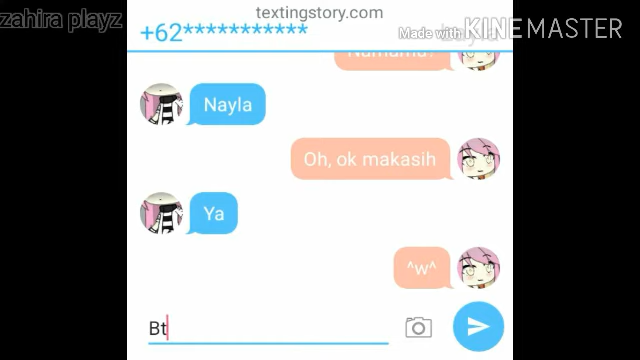 zahira playz
textingstory.com
+62***********
Made with KINEMASTER
Nayla
Oh, ok makasih
Ya
^w^
Bt